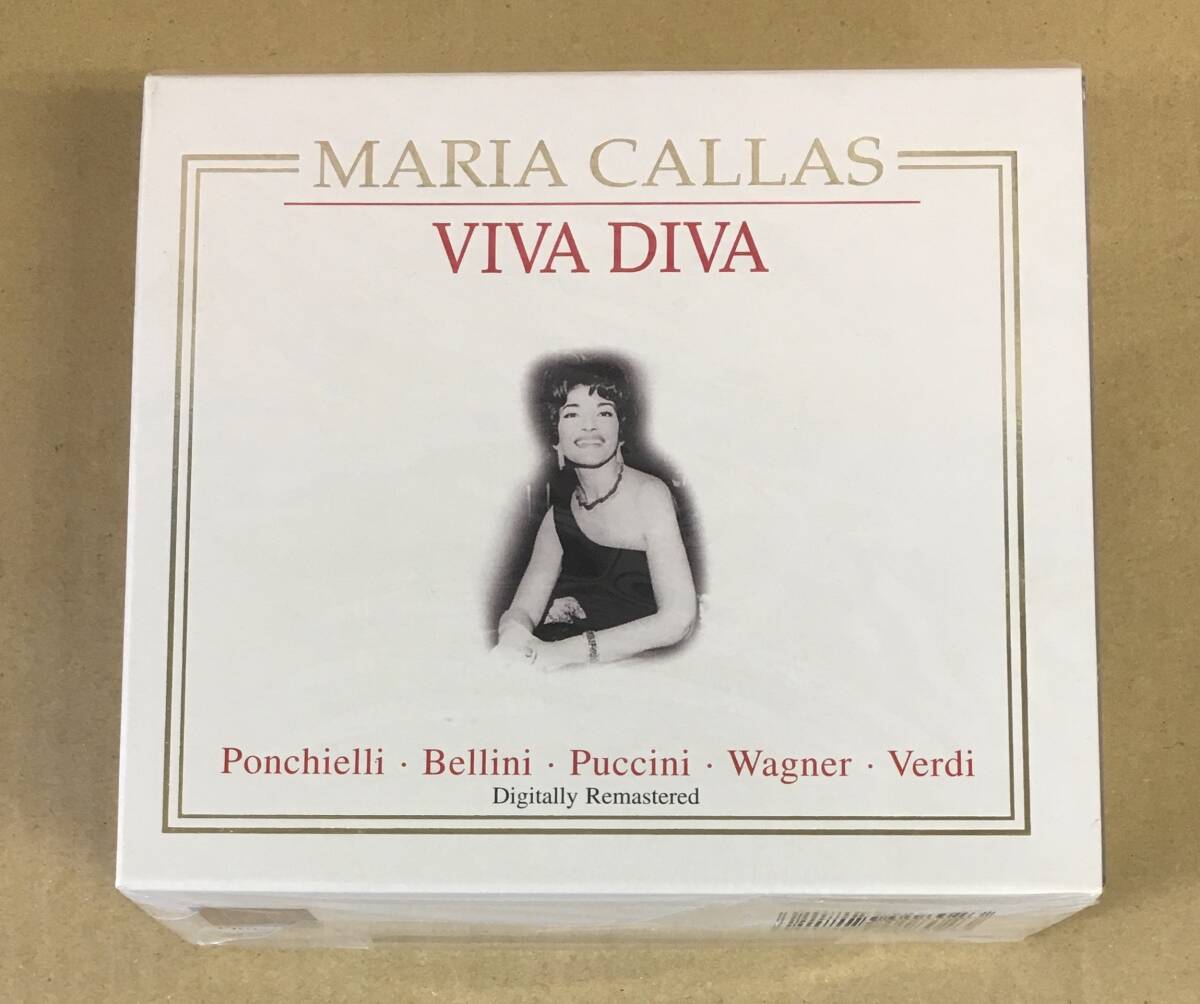 MARIA CALLAS
VIVA DIVA
Ponchielli · Bellini · Puccini · Wagner · Verdi
Digitally Remastered